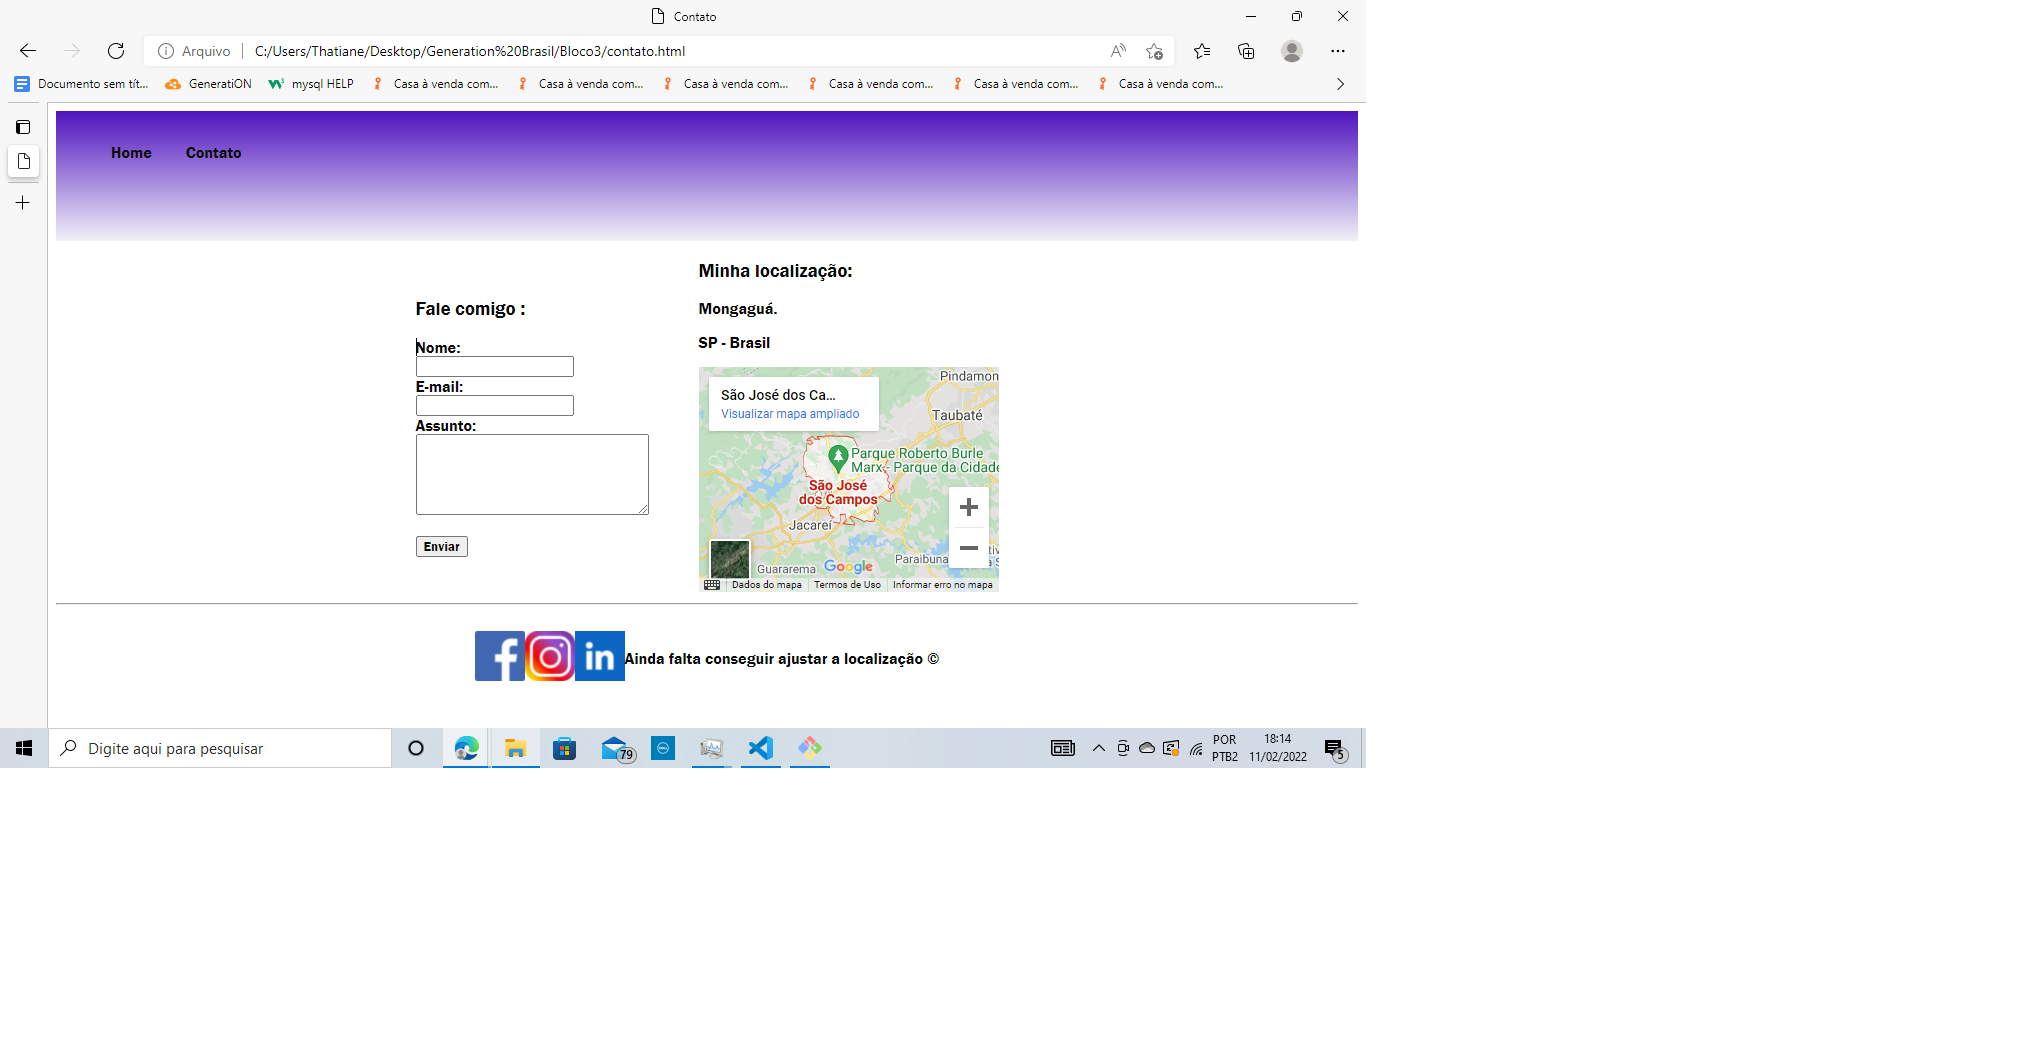 Contato
Arquivo
C:/Users/Thatiane/Desktop/Generation%20Brasil/Bloco3/contato.html
Documento sem tít...
GeneratiON
mysql HELP
Casa à venda com...
Casa à venda com...
Casa à venda com...
Casa à venda com...
Casa à venda com...
Casa à venda com...
Home
Contato
Minha localização:
Mongaguá.
SP - Brasil
Fale comigo :
Nome:
E-mail:
Assunto:
Enviar
São José dos Ca...
Visualizar mapa ampliado
Pindamon
Taubaté
Parque Roberto Burle
Marx - Parque da Cidade
São José
dos Campos
Jacareí
Paraibuna
Guararema
Google
Dados do mapa
Termos de Uso
Informar erro no mapa
Ainda falta conseguir ajustar a localização ©
Digite aqui para pesquisar
79
POR
PTB2
18:14
11/02/2022
5